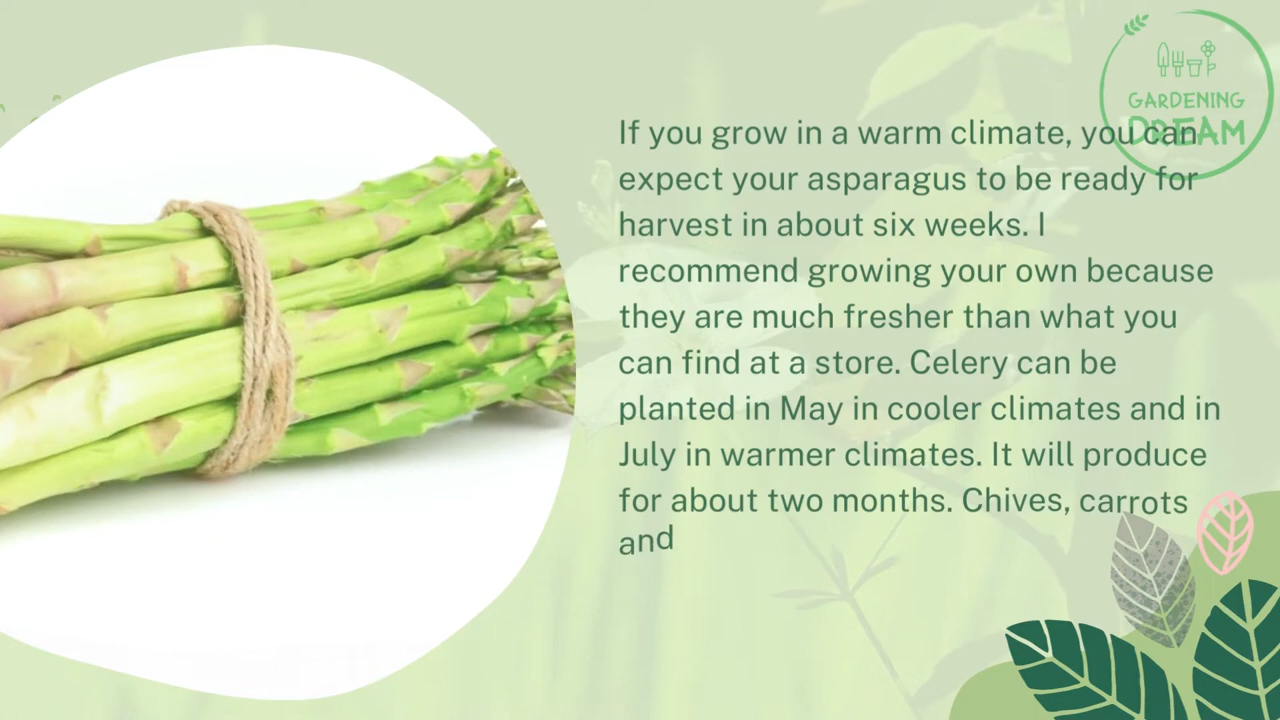 GARDENING
DREAM
If you grow in a warm climate, you can
expect your asparagus to be ready for
harvest in about six weeks. I
recommend growing your own because
they are much fresher than what you
can find at a store. Celery can be
planted in May in cooler climates and in
July in warmer climates. It will produce
for about two months. Chives, carrots
and